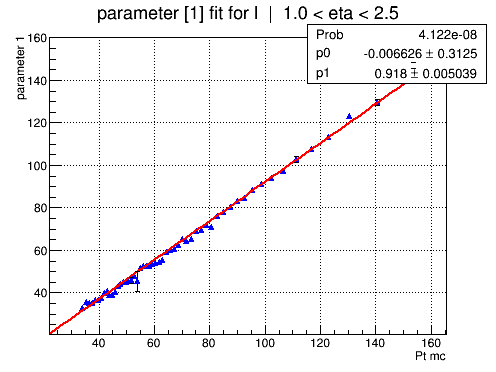 parameter [1] fit for l | 1.0 < eta < 2.5
Prob 4.122e-08
p0 -0.006626 ± 0.3125
p1 0.918 ± 0.005039
parameter 1
160
140
120
100
80
60
40
40 60 80 100 120 140 160
Pt mc